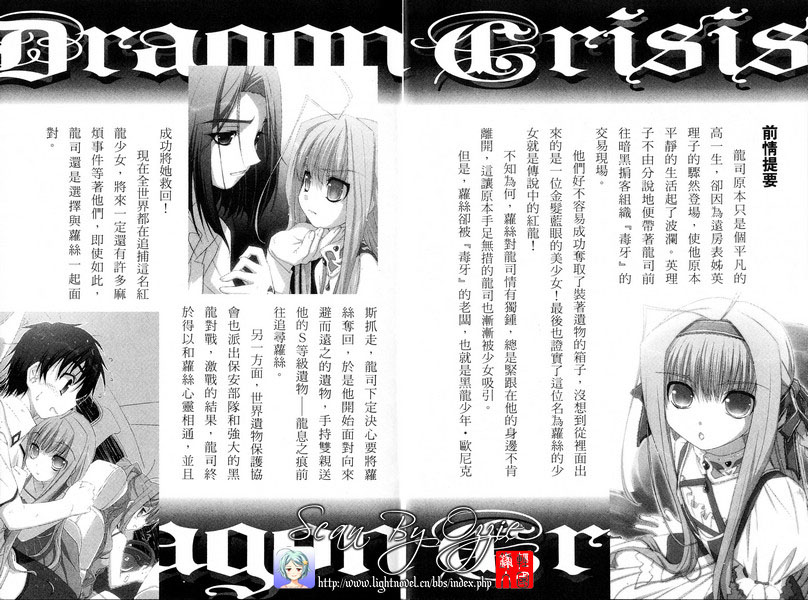 Dragon Crisis
前情提要
龍司原本只是個平凡的
高一生，卻因為遠房表姊英
理子的驟然登場，使他原本
平靜的生活起了波瀾。英理
子不由分說地便帶著龍司前
往暗黑掮客組織『毒牙』的
交易現場。
他們好不容易成功奪取了裝著遺物的箱子，沒想到從裡面出
來的是一位金髮藍眼的美少女！最後也證實了這位名為蘿絲的少
女就是傳說中的紅龍！
不知為何，蘿絲對龍司情有獨鍾，總是緊跟在他的身邊不肯
離開，這讓原本手足無措的龍司也漸漸被少女吸引。
但是，蘿絲卻被『毒牙』的老闆，也就是黑龍少年·歐尼克
斯抓走，龍司下定決心要將蘿
絲奪回，於是他開始面對向來
避而遠之的遺物，手持雙親送
他的Ｓ等級遺物——龍息之痕前
往追尋蘿絲。
另一方面，世界遺物保護協
會也派出保安部隊和強大的黑
龍對戰，激戰的結果，龍司終
於得以和蘿絲心靈相通，並且
成功將她救回！
現在全世界都在追捕這名紅
龍少女，將來一定還有許多麻
煩事件等著他們，即使如此，
龍司還是選擇與蘿絲一起面
對。
ragon Cr
Scan By Ozzie
http://www.lightnovel.cn/bbs/index.php